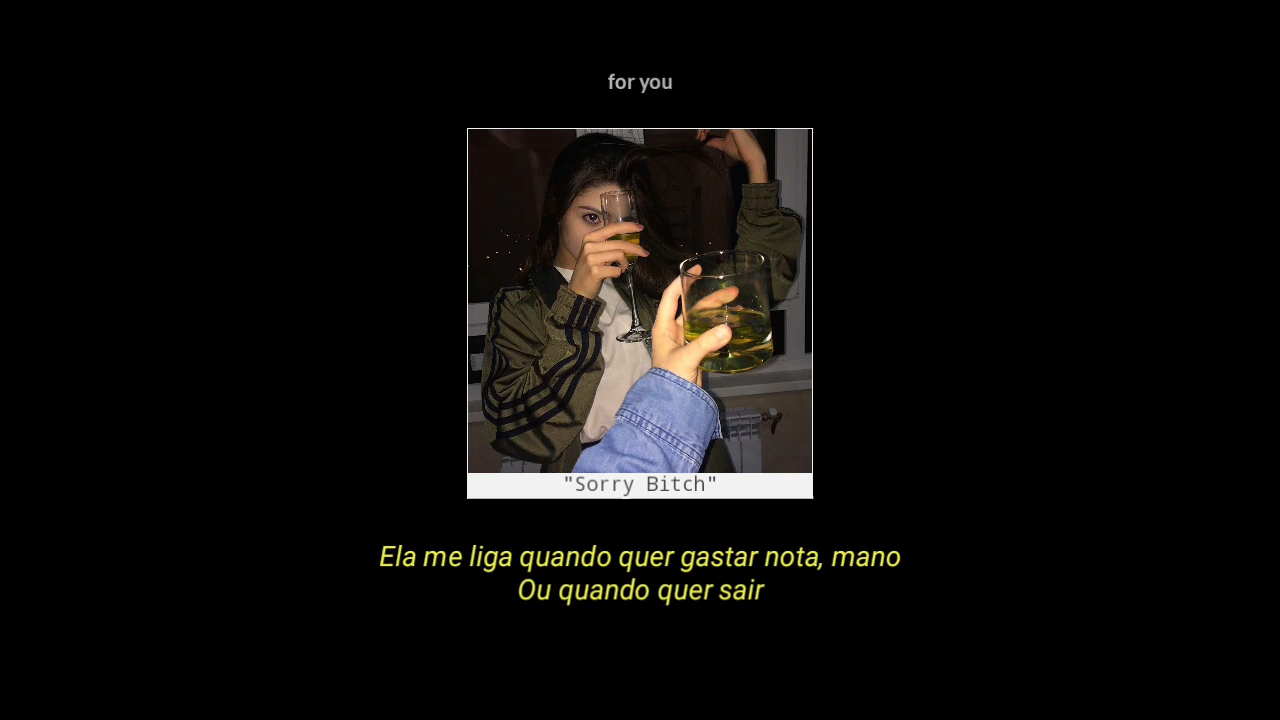 for you
"Sorry Bitch"
Ela me liga quando quer gastar nota, mano
Ou quando quer sair